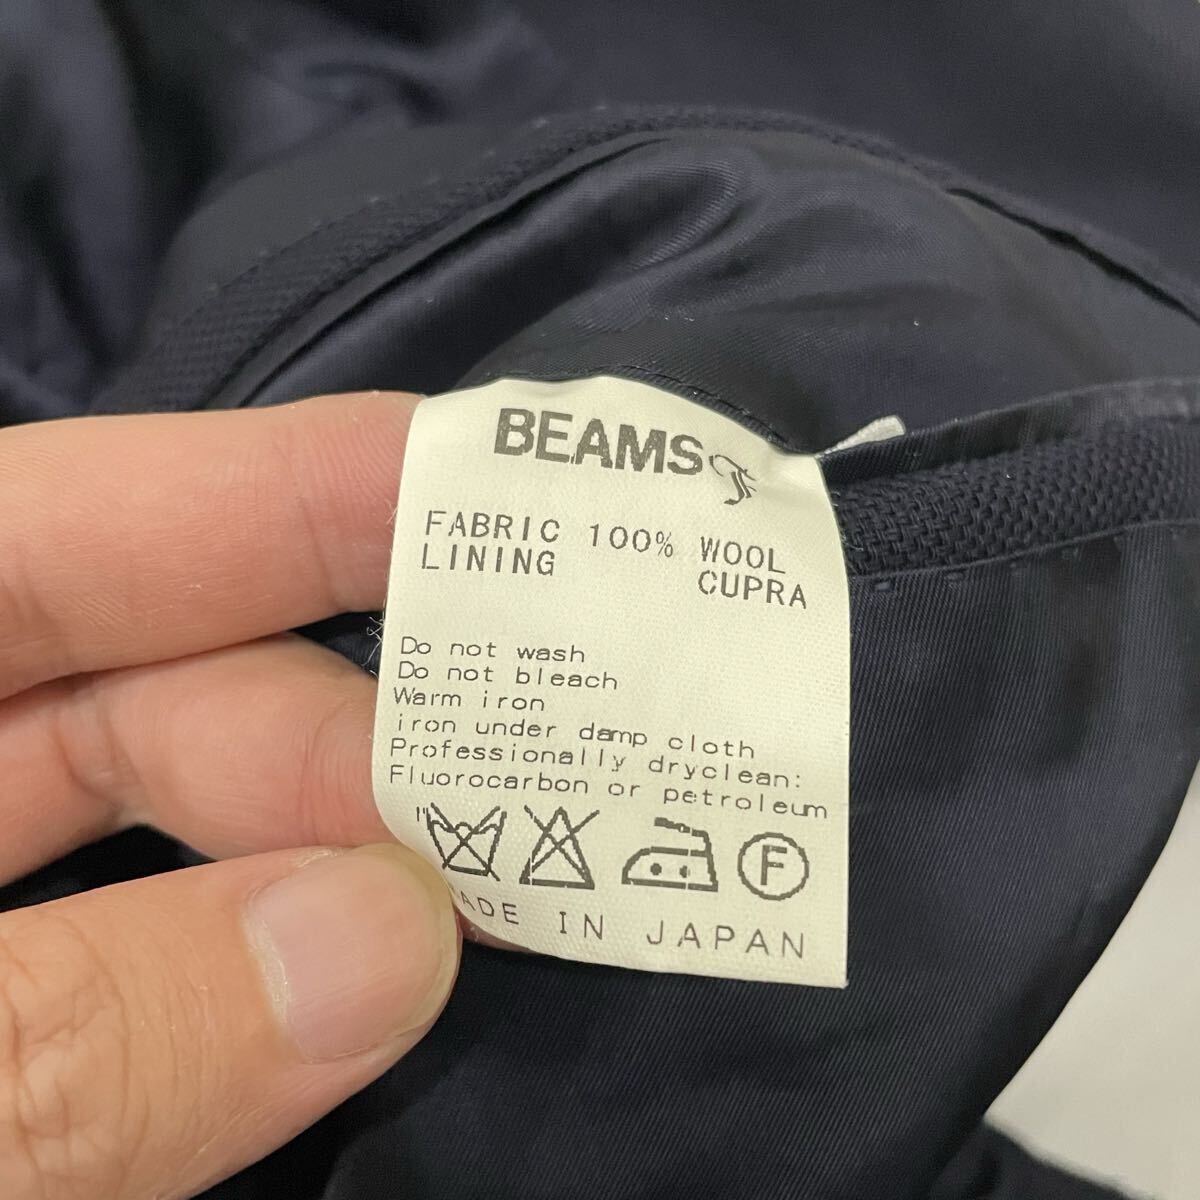 BEAMS F
FABRIC 100% WOOL
LINING CUPRA
Do not wash
Do not bleach
Warm iron
iron under damp cloth
Professionally dryclean:
Fluorocarbon or petroleum
F
MADE IN JAPAN